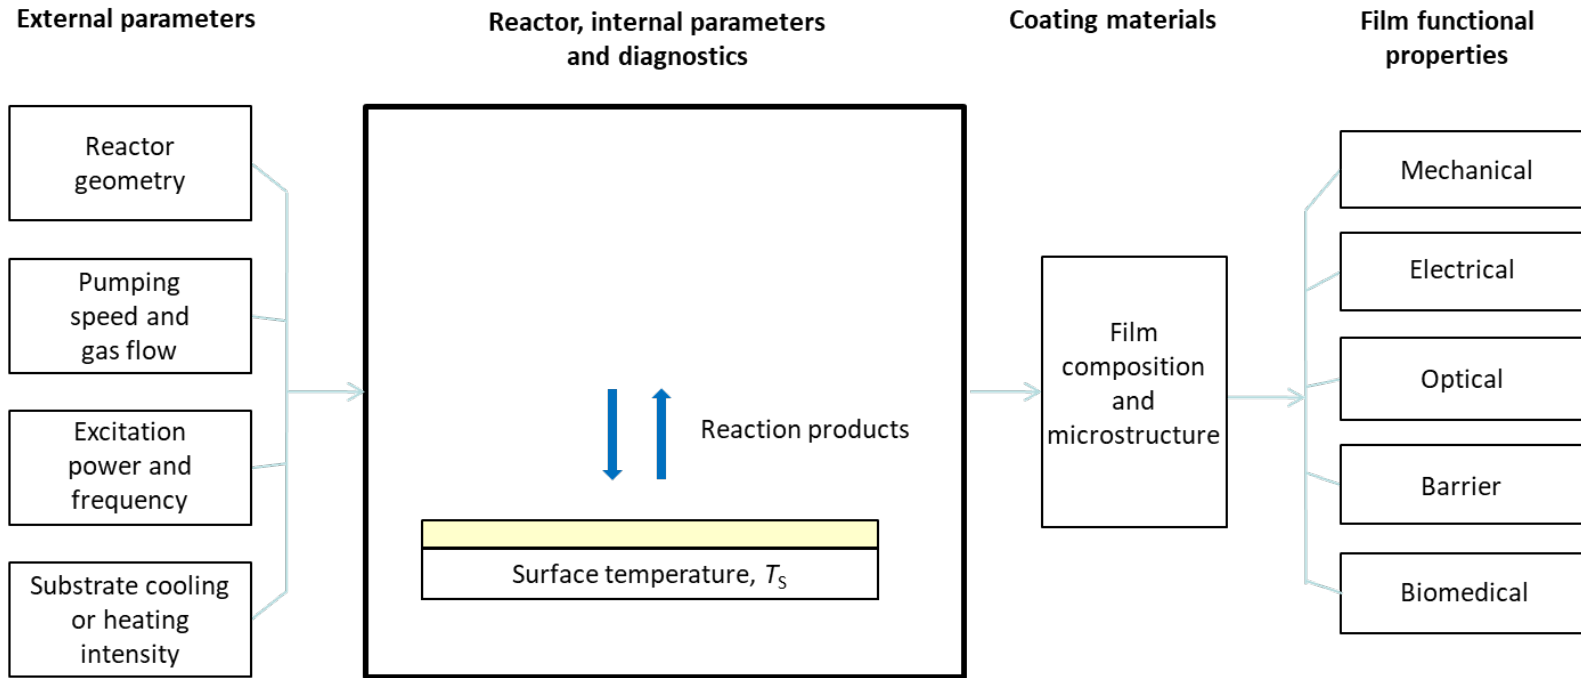 External parameters
Reactor, internal parameters
and diagnostics
Coating materials
Film functional
properties
Reactor
geometry
Pumping
speed and
gas flow
Excitation
power and
frequency
Substrate cooling
or heating
intensity
Reaction products
Surface temperature, TS
Film
composition
and
microstructure
Mechanical
Electrical
Optical
Barrier
Biomedical